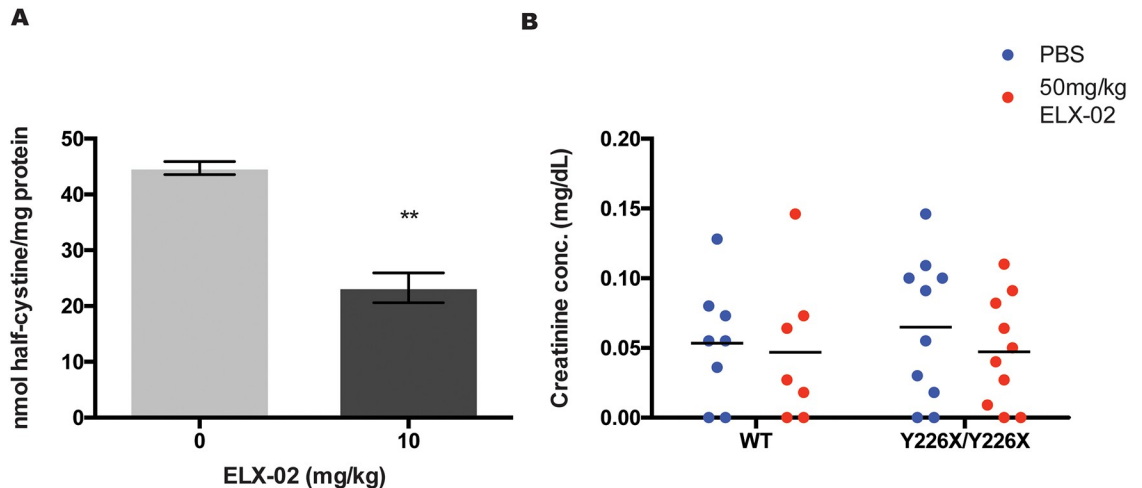 A
nmol half-cystine/mg protein
50
40
30
20
10
0
**
0
10
ELX-02 (mg/kg)
B
PBS
50mg/kg
ELX-02
Creatinine conc. (mg/dL)
0.20
0.15
0.10
0.05
0.00
WT
Y226X/Y226X